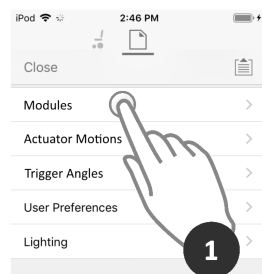 iPod 2:46 PM
Close
Modules
Actuator Motions
Trigger Angles
User Preferences
Lighting
1